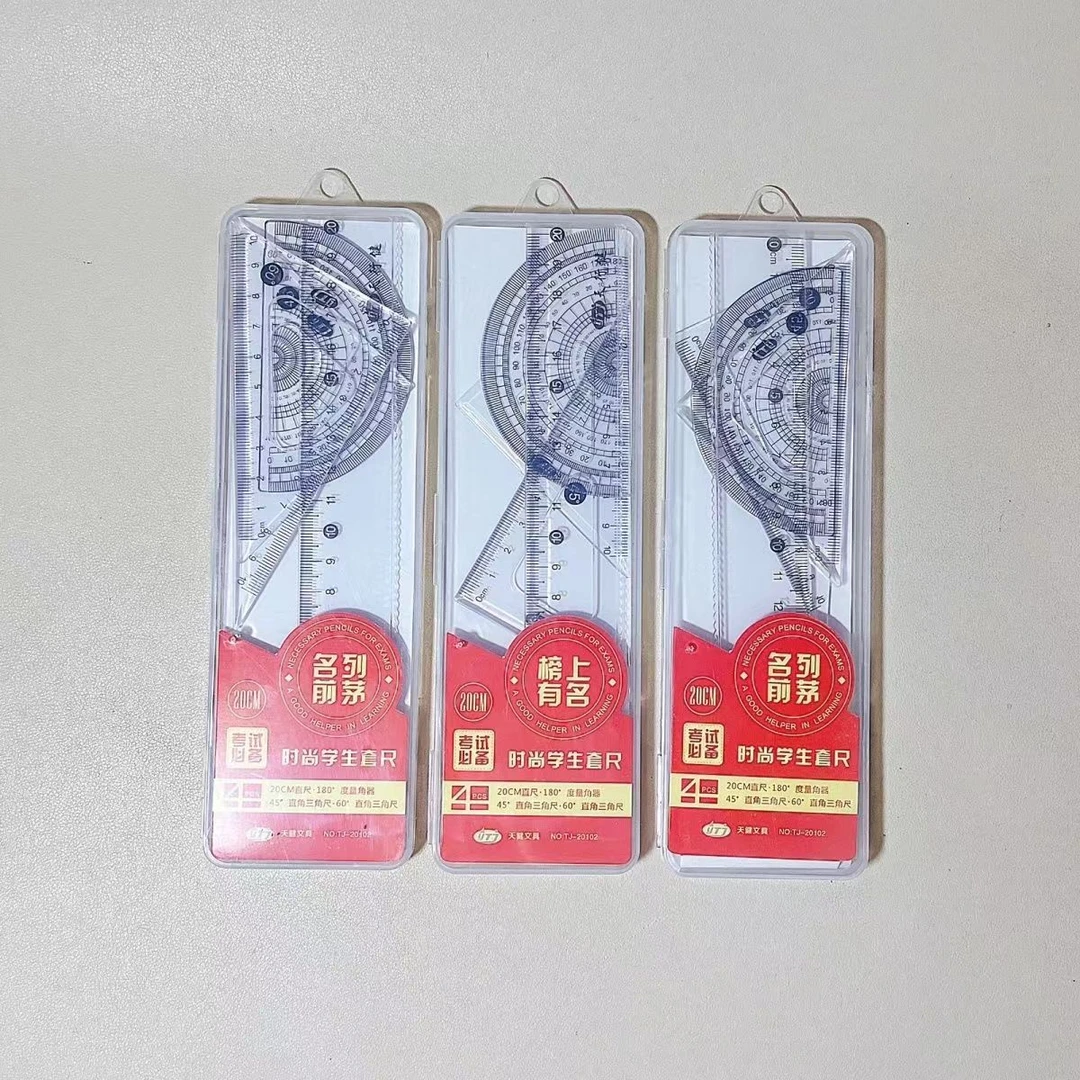 NECESSARY PENCILS FOR EXAMS
名列
前茅
A GOOD HELPER IN LEARNING
20CM
考试
必备
时尚学生套尺
4PCS
20CM直尺·180° 度量角器
45° 直角三角尺·60° 直角三角尺
天健文具 NO:TJ-20102
NECESSARY PENCILS FOR EXAMS
榜上
有名
A GOOD HELPER IN LEARNING
20CM
考试
必备
时尚学生套尺
4PCS
20CM直尺·180° 度量角器
45° 直角三角尺·60° 直角三角尺
天健文具 NO:TJ-20102
NECESSARY PENCILS FOR EXAMS
名列
前茅
A GOOD HELPER IN LEARNING
20CM
考试
必备
时尚学生套尺
4PCS
20CM直尺·180° 度量角器
45° 直角三角尺·60° 直角三角尺
天健文具 NO:TJ-20102